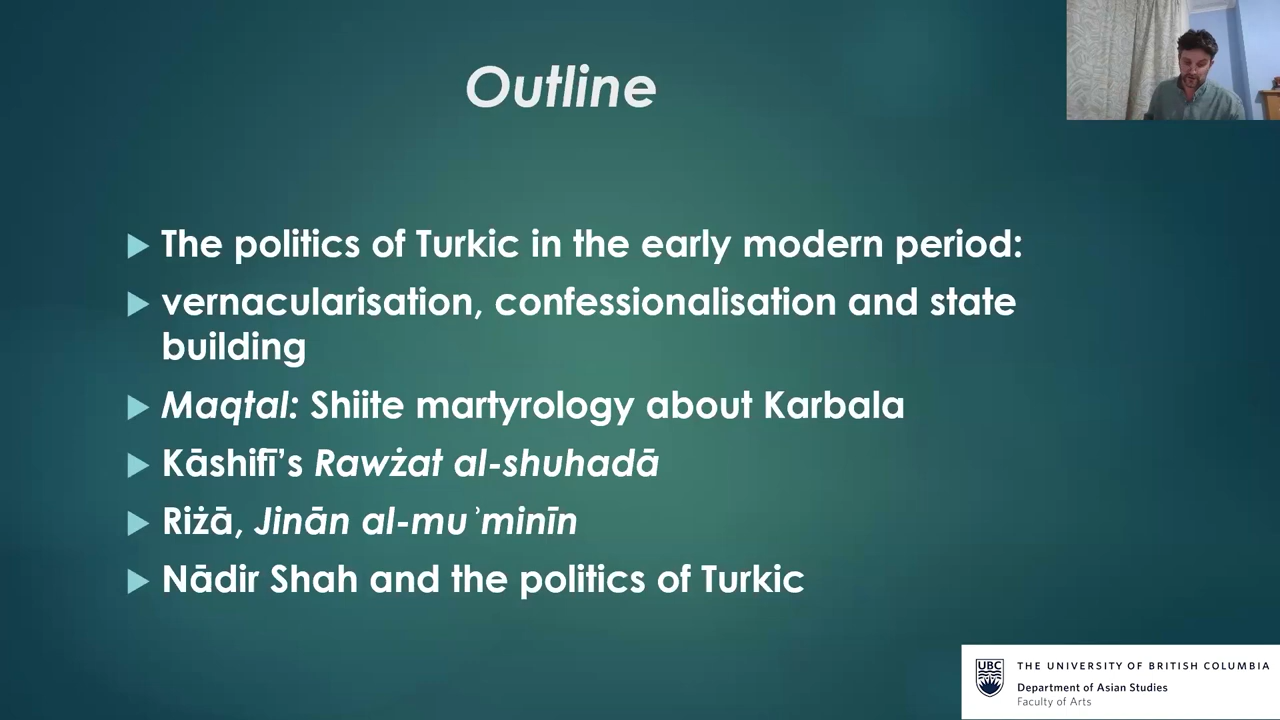 Outline
The politics of Turkic in the early modern period:
vernacularisation, confessionalisation and state
building
Maqtal: Shiite martyrology about Karbala
Kāshifī’s Rawżat al-shuhadā
Riżā, Jinān al-muʾminīn
Nādir Shah and the politics of Turkic
UBC
THE UNIVERSITY OF BRITISH COLUMBIA
Department of Asian Studies
Faculty of Arts